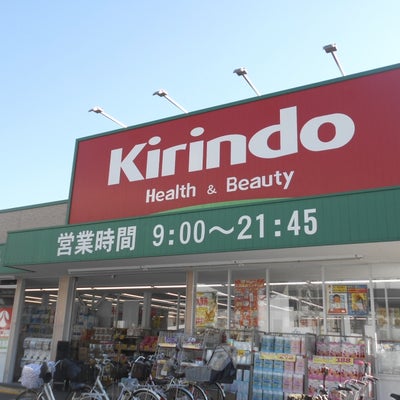 Kirindo
Health & Beauty
営業時間 9:00～21:45